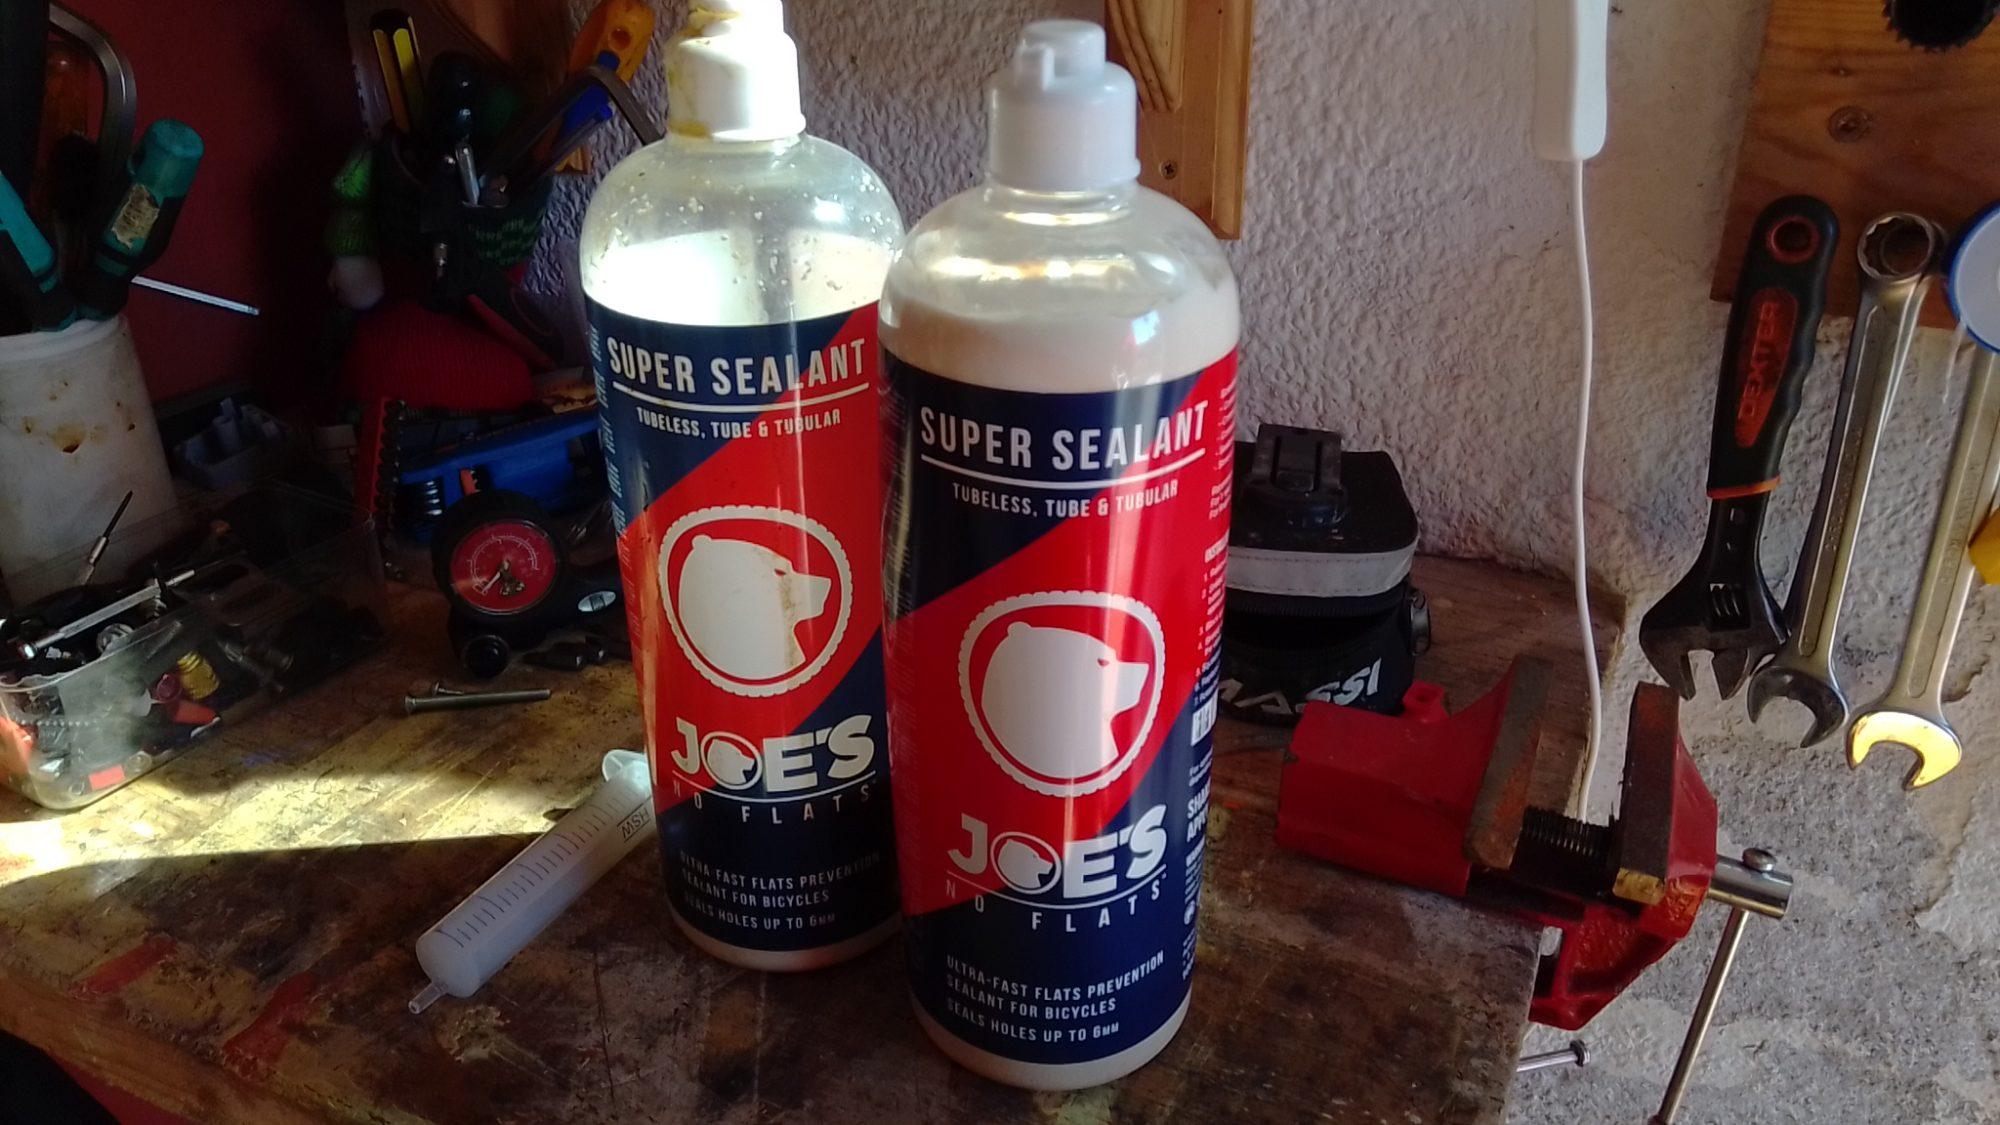 SUPER SEALANT
TUBELESS, TUBE & TUBULAR
JOE'S
NO FLATS
ULTRA-FAST FLATS PREVENTION
SEALANT FOR BICYCLES
SEALS HOLES UP TO 6MM
SUPER SEALANT
TUBELESS, TUBE & TUBULAR
JOE'S
NO FLATS™
ULTRA-FAST FLATS PREVENTION
SEALANT FOR BICYCLES
SEALS HOLES UP TO 6MM
HSW
MASSI
DEXTER